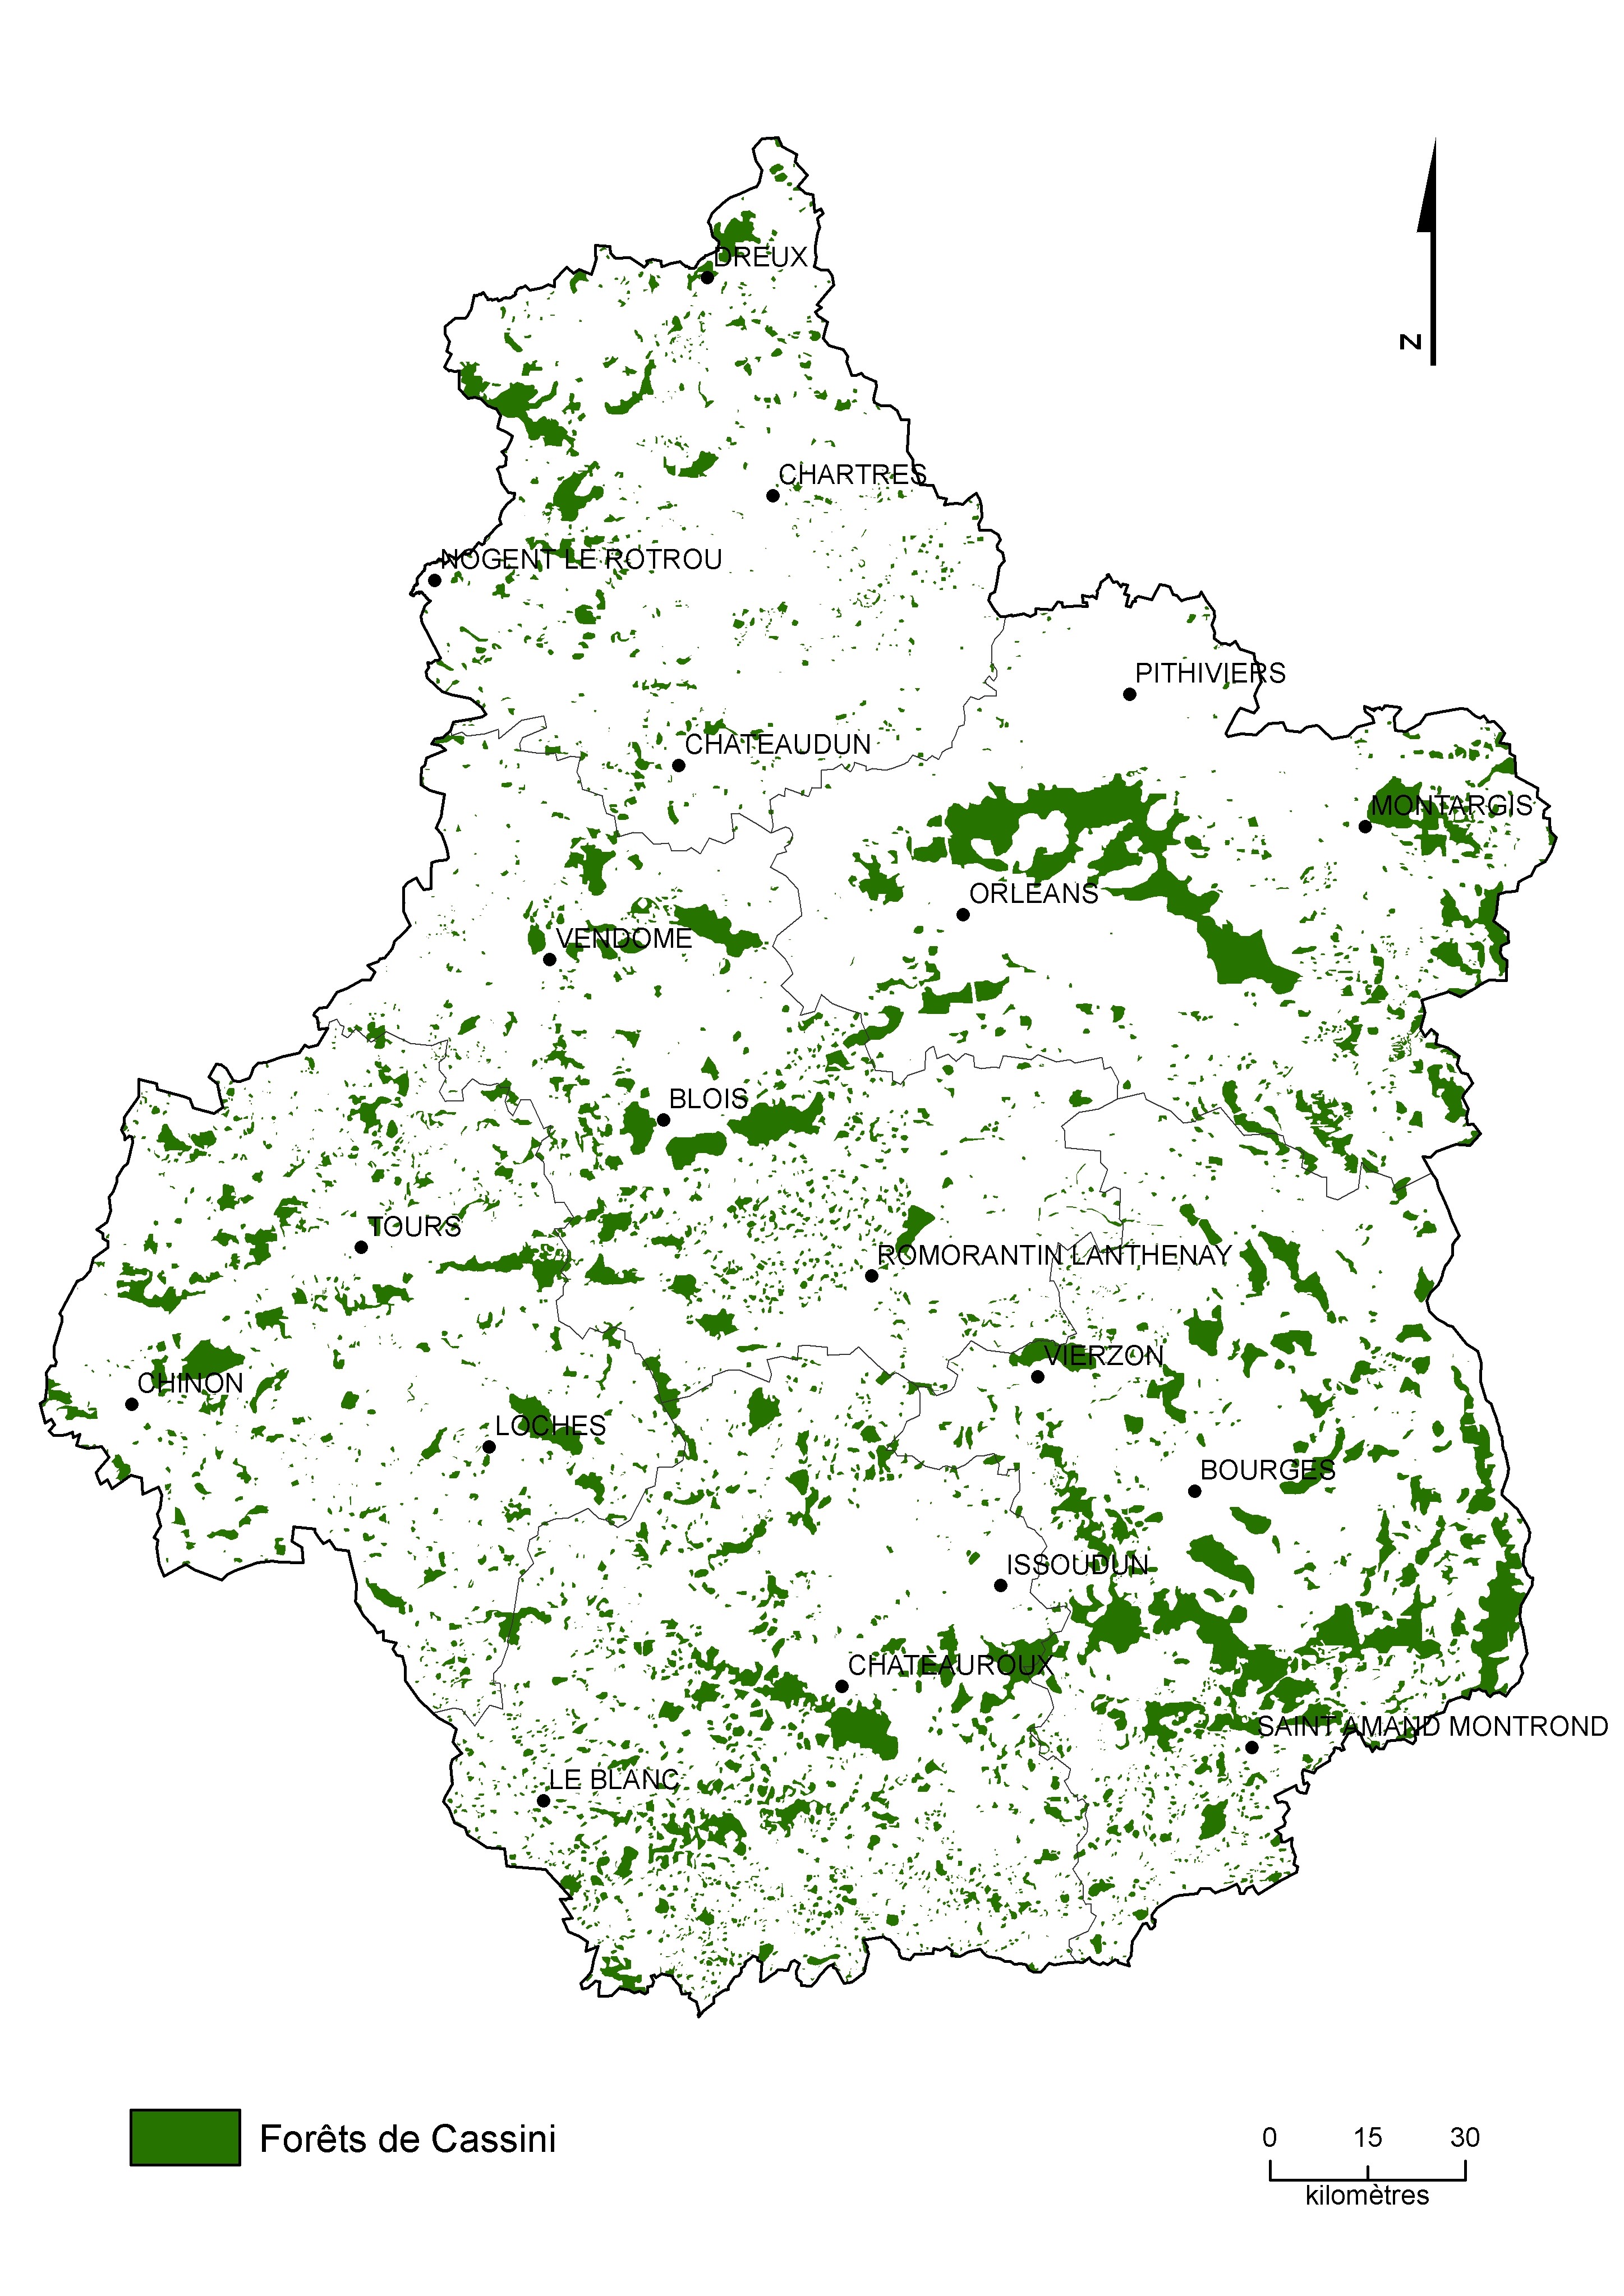 DREUX
CHARTRES
NOGENT LE ROTROU
PITHIVIERS
CHATEAUDUN
MONTARGIS
ORLEANS
VENDOME
BLOIS
TOURS
ROMORANTIN LANTHENAY
VIERZON
CHINON
LOCHES
BOURGES
ISSOUDUN
CHATEAUROUX
SAINT AMAND MONTROND
LE BLANC
N
Forêts de Cassini
0 15 30
kilomètres